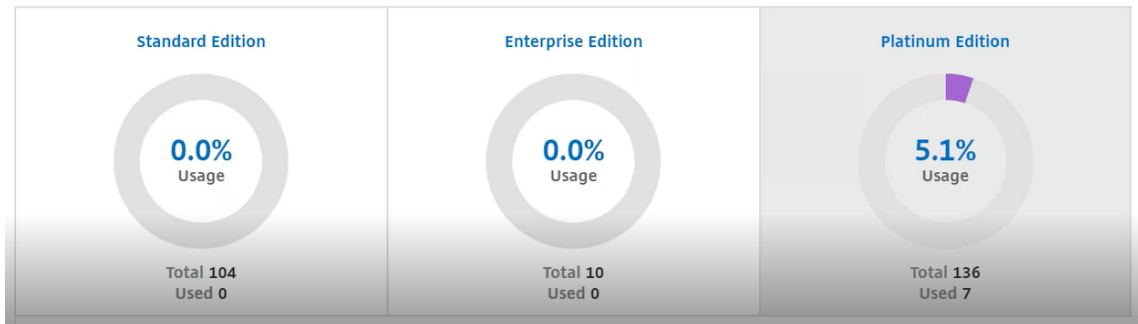 Standard Edition
0.0%
Usage
Total 104
Used 0
Enterprise Edition
0.0%
Usage
Total 10
Used 0
Platinum Edition
5.1%
Usage
Total 136
Used 7